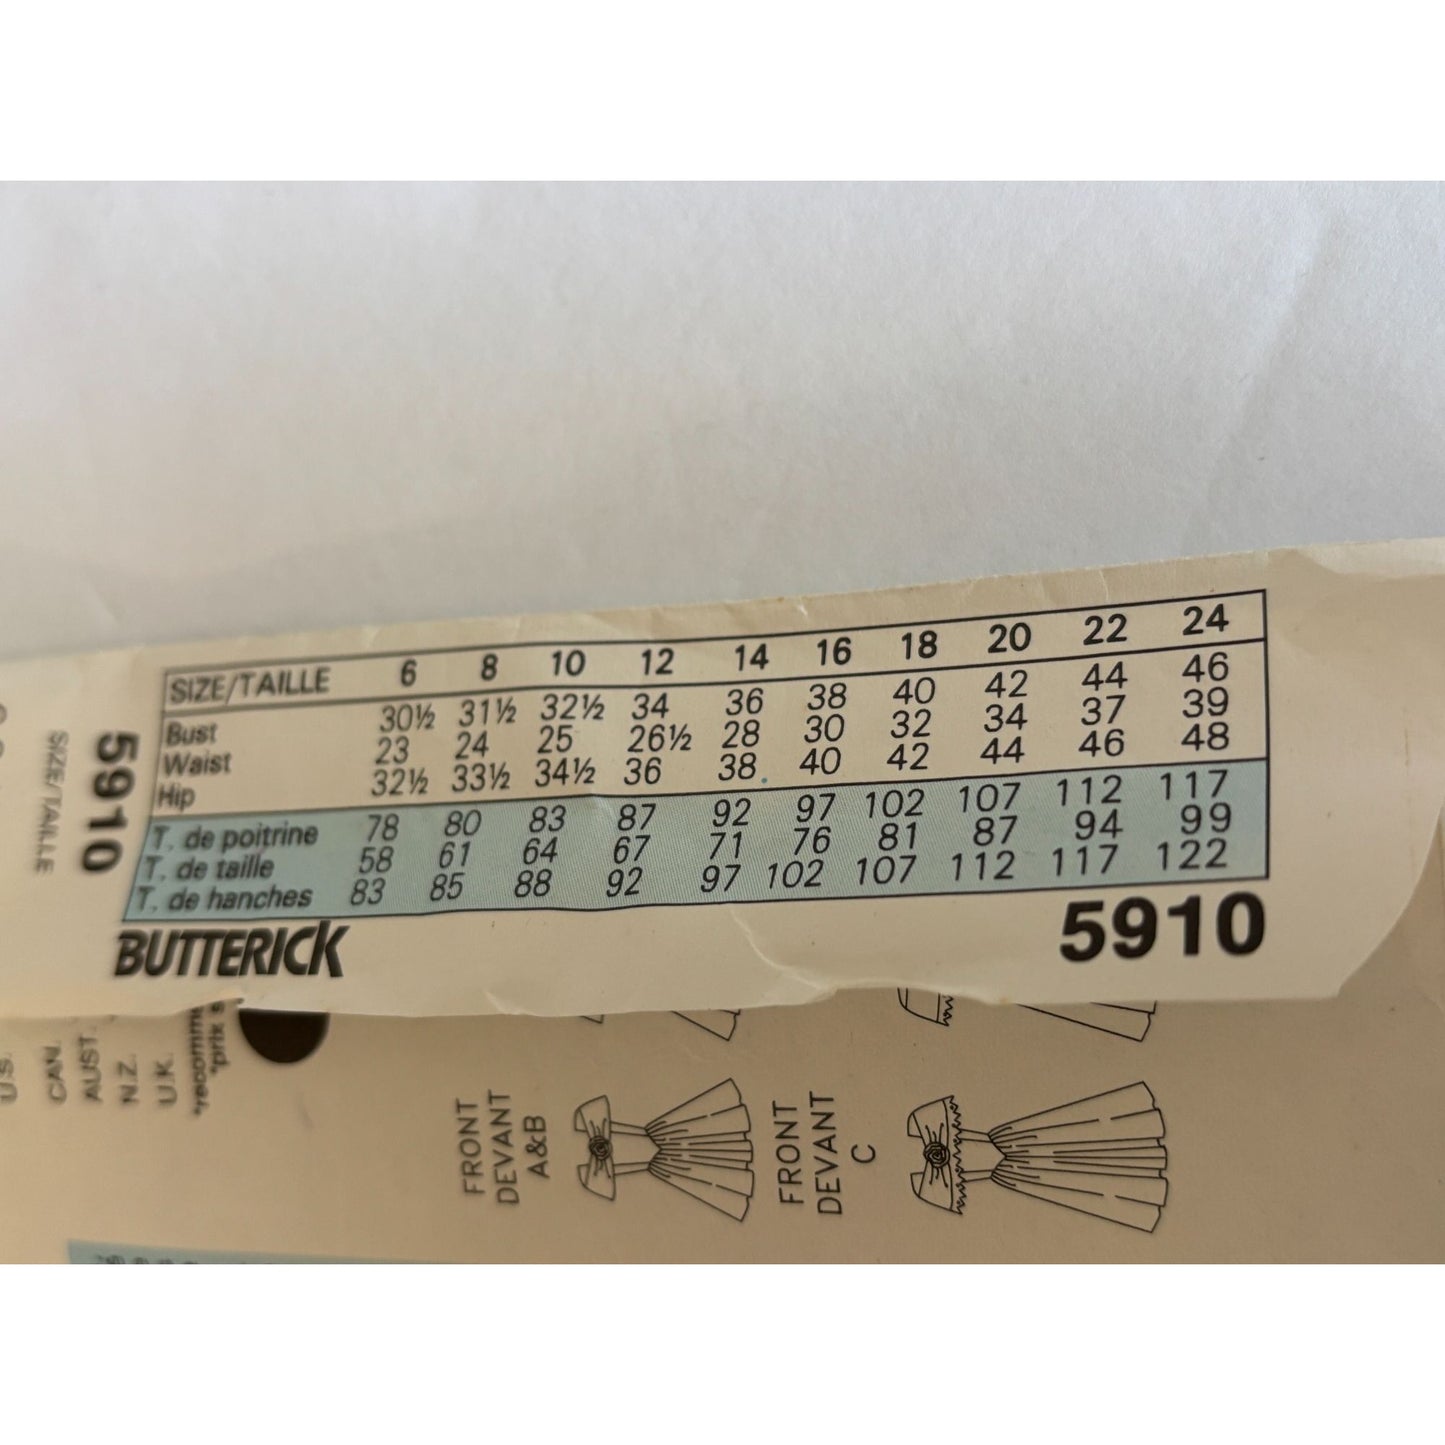 SIZE/TAILLE 6 8 10 12 14 16 18 20 22 24
Bust 30½ 31½ 32½ 34 36 38 40 42 44 46
Waist 23 24 25 26½ 28 30 32 34 37 39
Hip 32½ 33½ 34½ 36 38 40 42 44 46 48
T. de poitrine 78 80 83 87 92 97 102 107 112 117
T. de taille 58 61 64 67 71 76 81 87 94 99
T. de hanches 83 85 88 92 97 102 107 112 117 122
BUTTERICK 5910
5910
SIZE/TAILLE
U.S.
CAN.
AUST.
N.Z.
U.K.
*recomm
*prix s
FRONT
DEVANT
A&B
FRONT
DEVANT
C